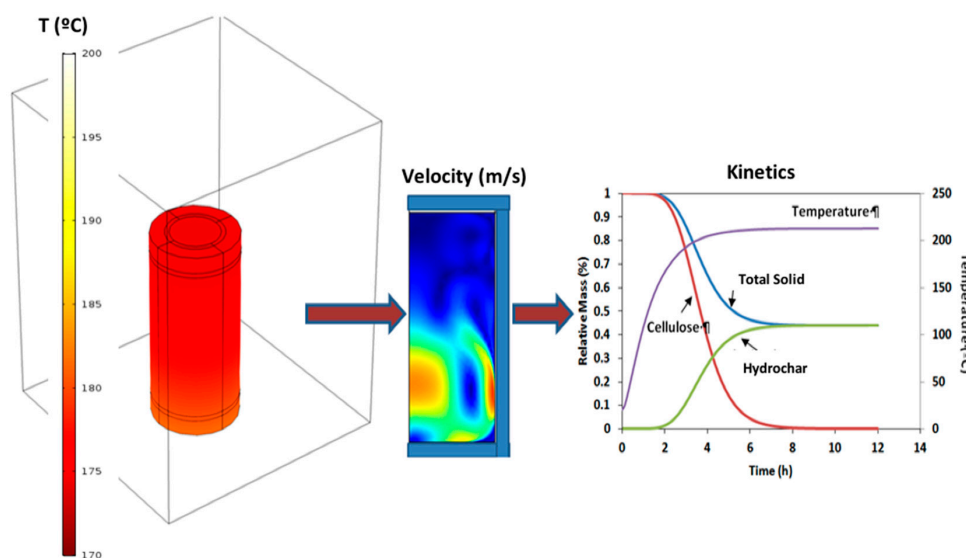 T (ºC)
200
195
190
185
180
175
170
Velocity (m/s)
Kinetics
Relative Mass (%)
1
0.9
0.8
0.7
0.6
0.5
0.4
0.3
0.2
0.1
0
Temperature¶
Total Solid
Cellulose¶
Hydrochar
250
200
150
100
50
0
0 2 4 6 8 10 12 14
Time (h)